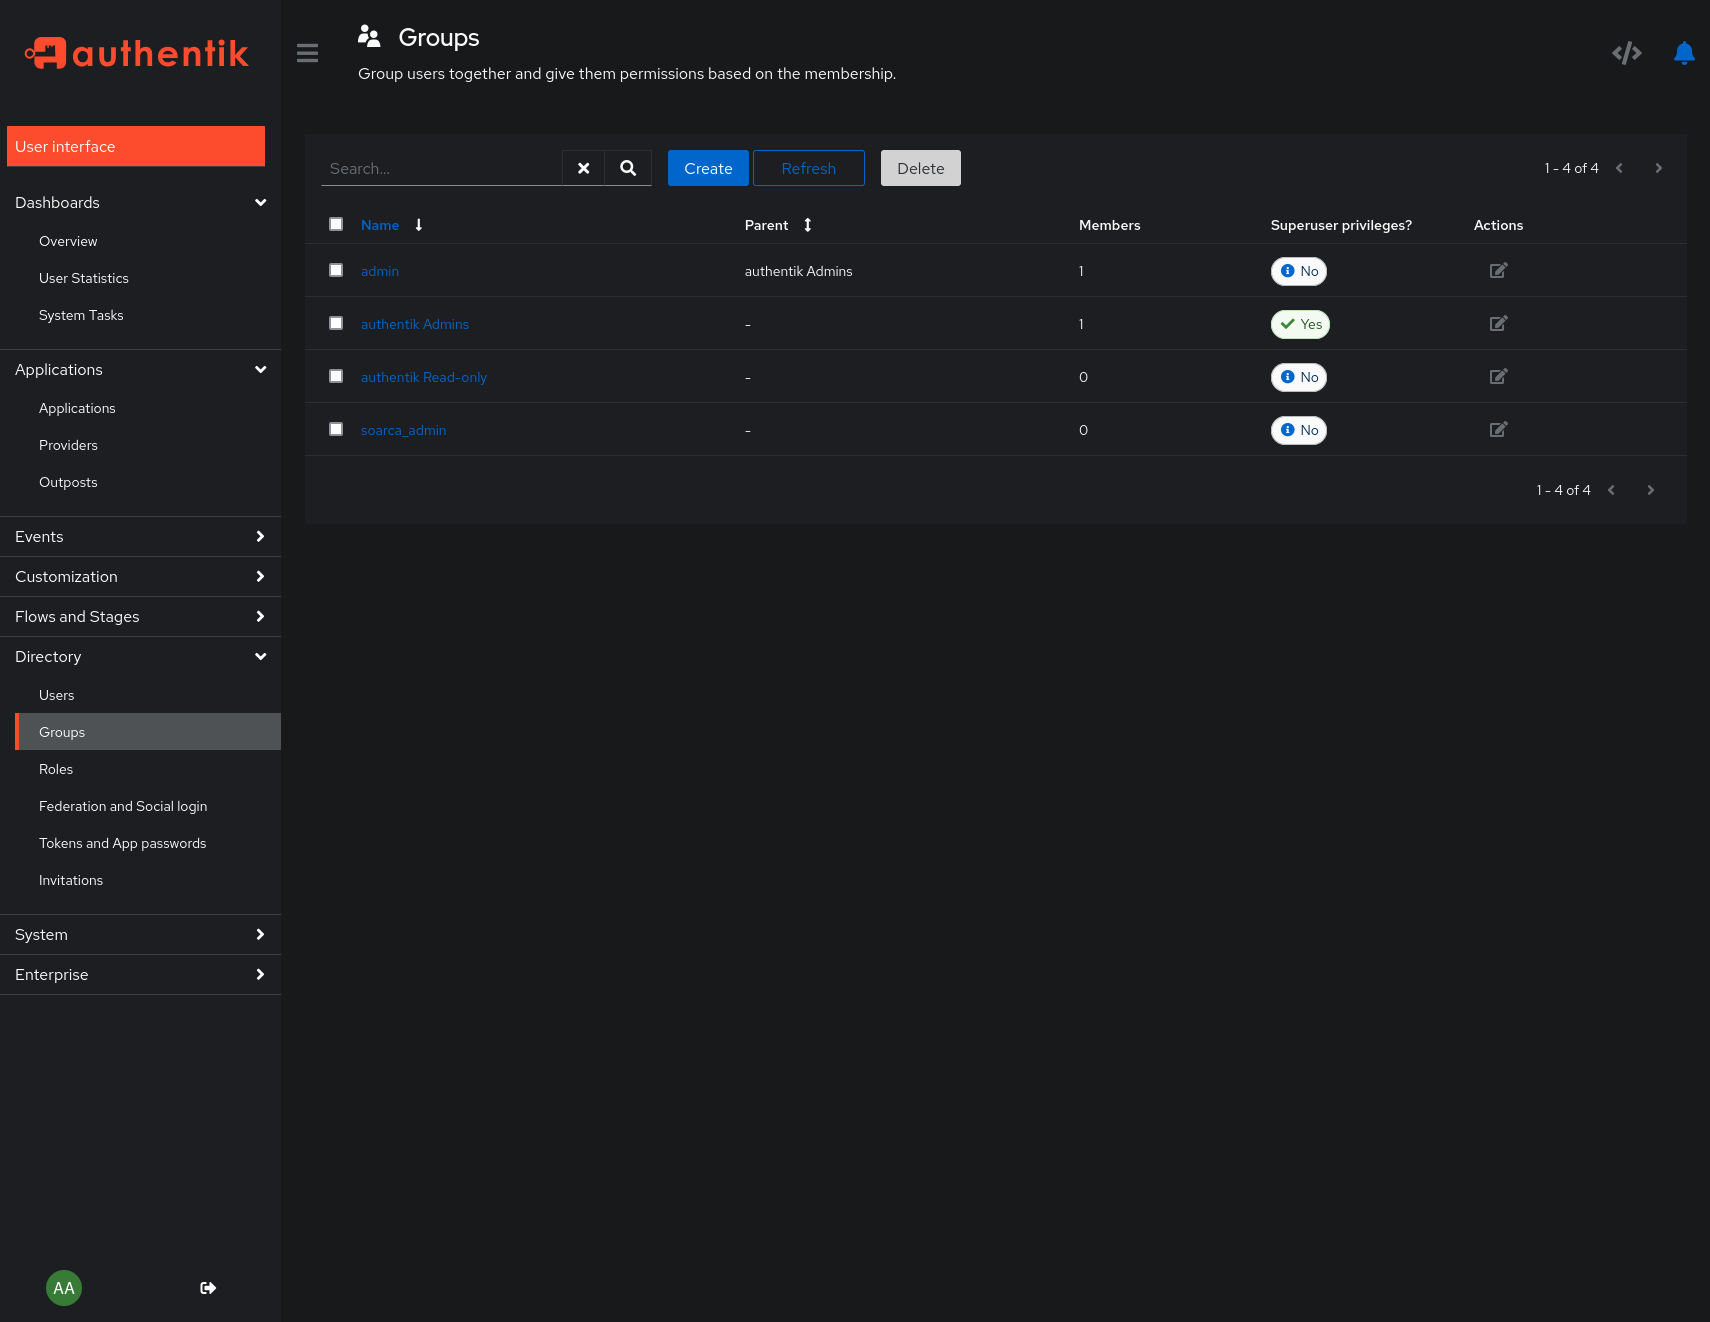 authentik
User interface
Dashboards
Overview
User Statistics
System Tasks
Applications
Applications
Providers
Outposts
Events
Customization
Flows and Stages
Directory
Users
Groups
Roles
Federation and Social login
Tokens and App passwords
Invitations
System
Enterprise
AA
Groups
Group users together and give them permissions based on the membership.
Search... Create Refresh Delete 1 - 4 of 4
Name Parent Members Superuser privileges? Actions
admin authentik Admins 1 No
authentik Admins - 1 Yes
authentik Read-only - 0 No
soarca_admin - 0 No
1 - 4 of 4